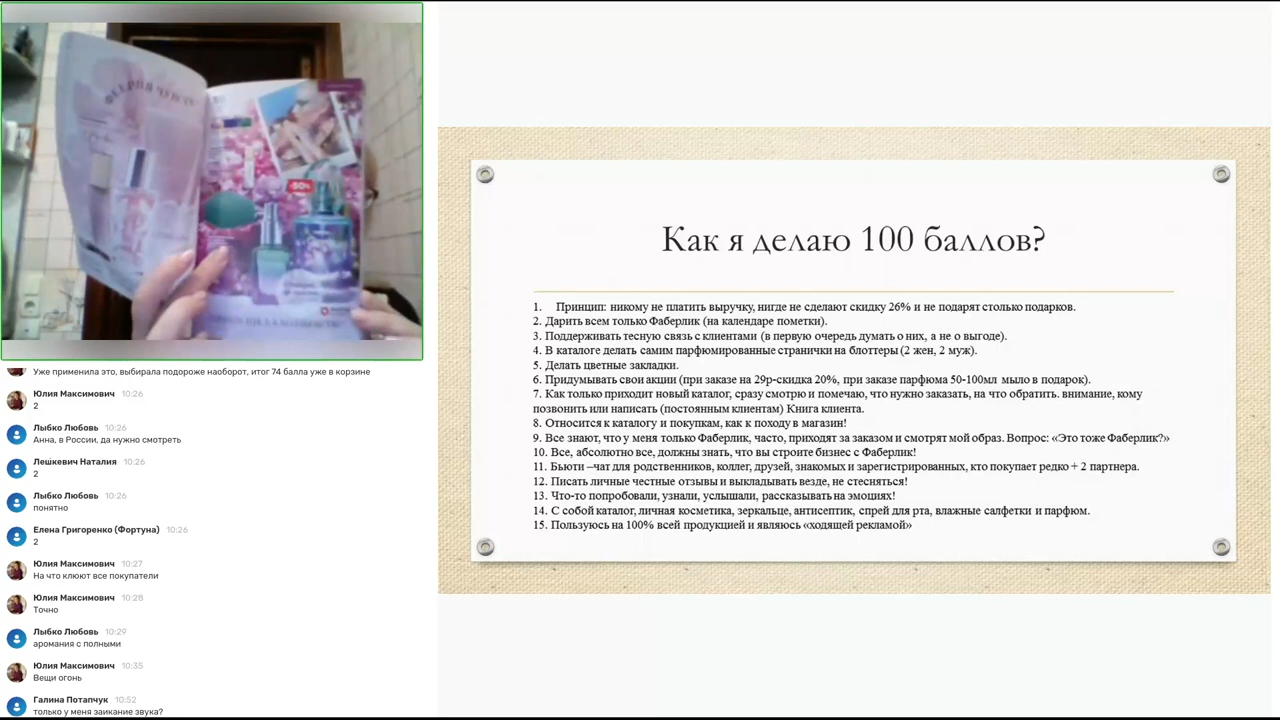 ФЕЕРИЯ ЧУВСТВ
-50%
Уже применила это, выбирала подороже наоборот, итог 74 балла уже в корзине
Юлия Максимович 10:26
2
Лыбко Любовь 10:26
Анна, в России, да нужно смотреть
Лешкевич Наталия 10:26
2
Лыбко Любовь 10:26
понятно
Елена Григоренко (Фортуна) 10:26
2
Юлия Максимович 10:27
На что клюют все покупатели
Юлия Максимович 10:28
Точно
Лыбко Любовь 10:29
аромания с полными
Юлия Максимович 10:35
Вещи огонь
Галина Потапчук 10:52
только у меня заикание звука?
Как я делаю 100 баллов?
1. Принцип: никому не платить выручку, нигде не сделают скидку 26% и не подарят столько подарков.
2. Дарить всем только Фаберлик (на календаре пометки).
3. Поддерживать тесную связь с клиентами (в первую очередь думать о них, а не о выгоде).
4. В каталоге делать самим парфюмированные странички на блоттеры (2 жен, 2 муж).
5. Делать цветные закладки.
6. Придумывать свои акции (при заказе на 29р-скидка 20%, при заказе парфюма 50-100мл мыло в подарок).
7. Как только приходит новый каталог, сразу смотрю и помечаю, что нужно заказать, на что обратить. внимание, кому
позвонить или написать (постоянным клиентам) Книга клиента.
8. Относится к каталогу и покупкам, как к походу в магазин!
9. Все знают, что у меня только Фаберлик, часто, приходят за заказом и смотрят мой образ. Вопрос: «Это тоже Фаберлик?»
10. Все, абсолютно все, должны знать, что вы строите бизнес с Фаберлик!
11. Бьюти –чат для родственников, коллег, друзей, знакомых и зарегистрированных, кто покупает редко + 2 партнера.
12. Писать личные честные отзывы и выкладывать везде, не стесняться!
13. Что-то попробовали, узнали, услышали, рассказывать на эмоциях!
14. С собой каталог, личная косметика, зеркальце, антисептик, спрей для рта, влажные салфетки и парфюм.
15. Пользуюсь на 100% всей продукцией и являюсь «ходящей рекламой»